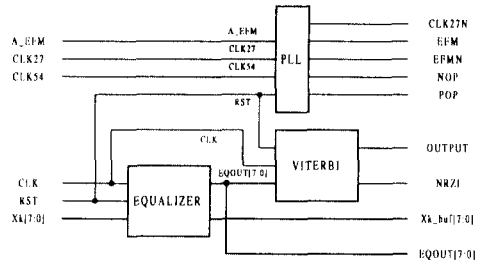 CLK27N
A_EFM A_EFM EFM
CLK27 CLK27 EFMN
PLL
CLK54 CLK54 NOP
RST POP
CLK OUTPUT
VITERBI
CLK EQOUT[7:0] NRZI
RST EQUALIZER
Xk[7:0] Xk_buf[7:0]
EQOUT[7:0]